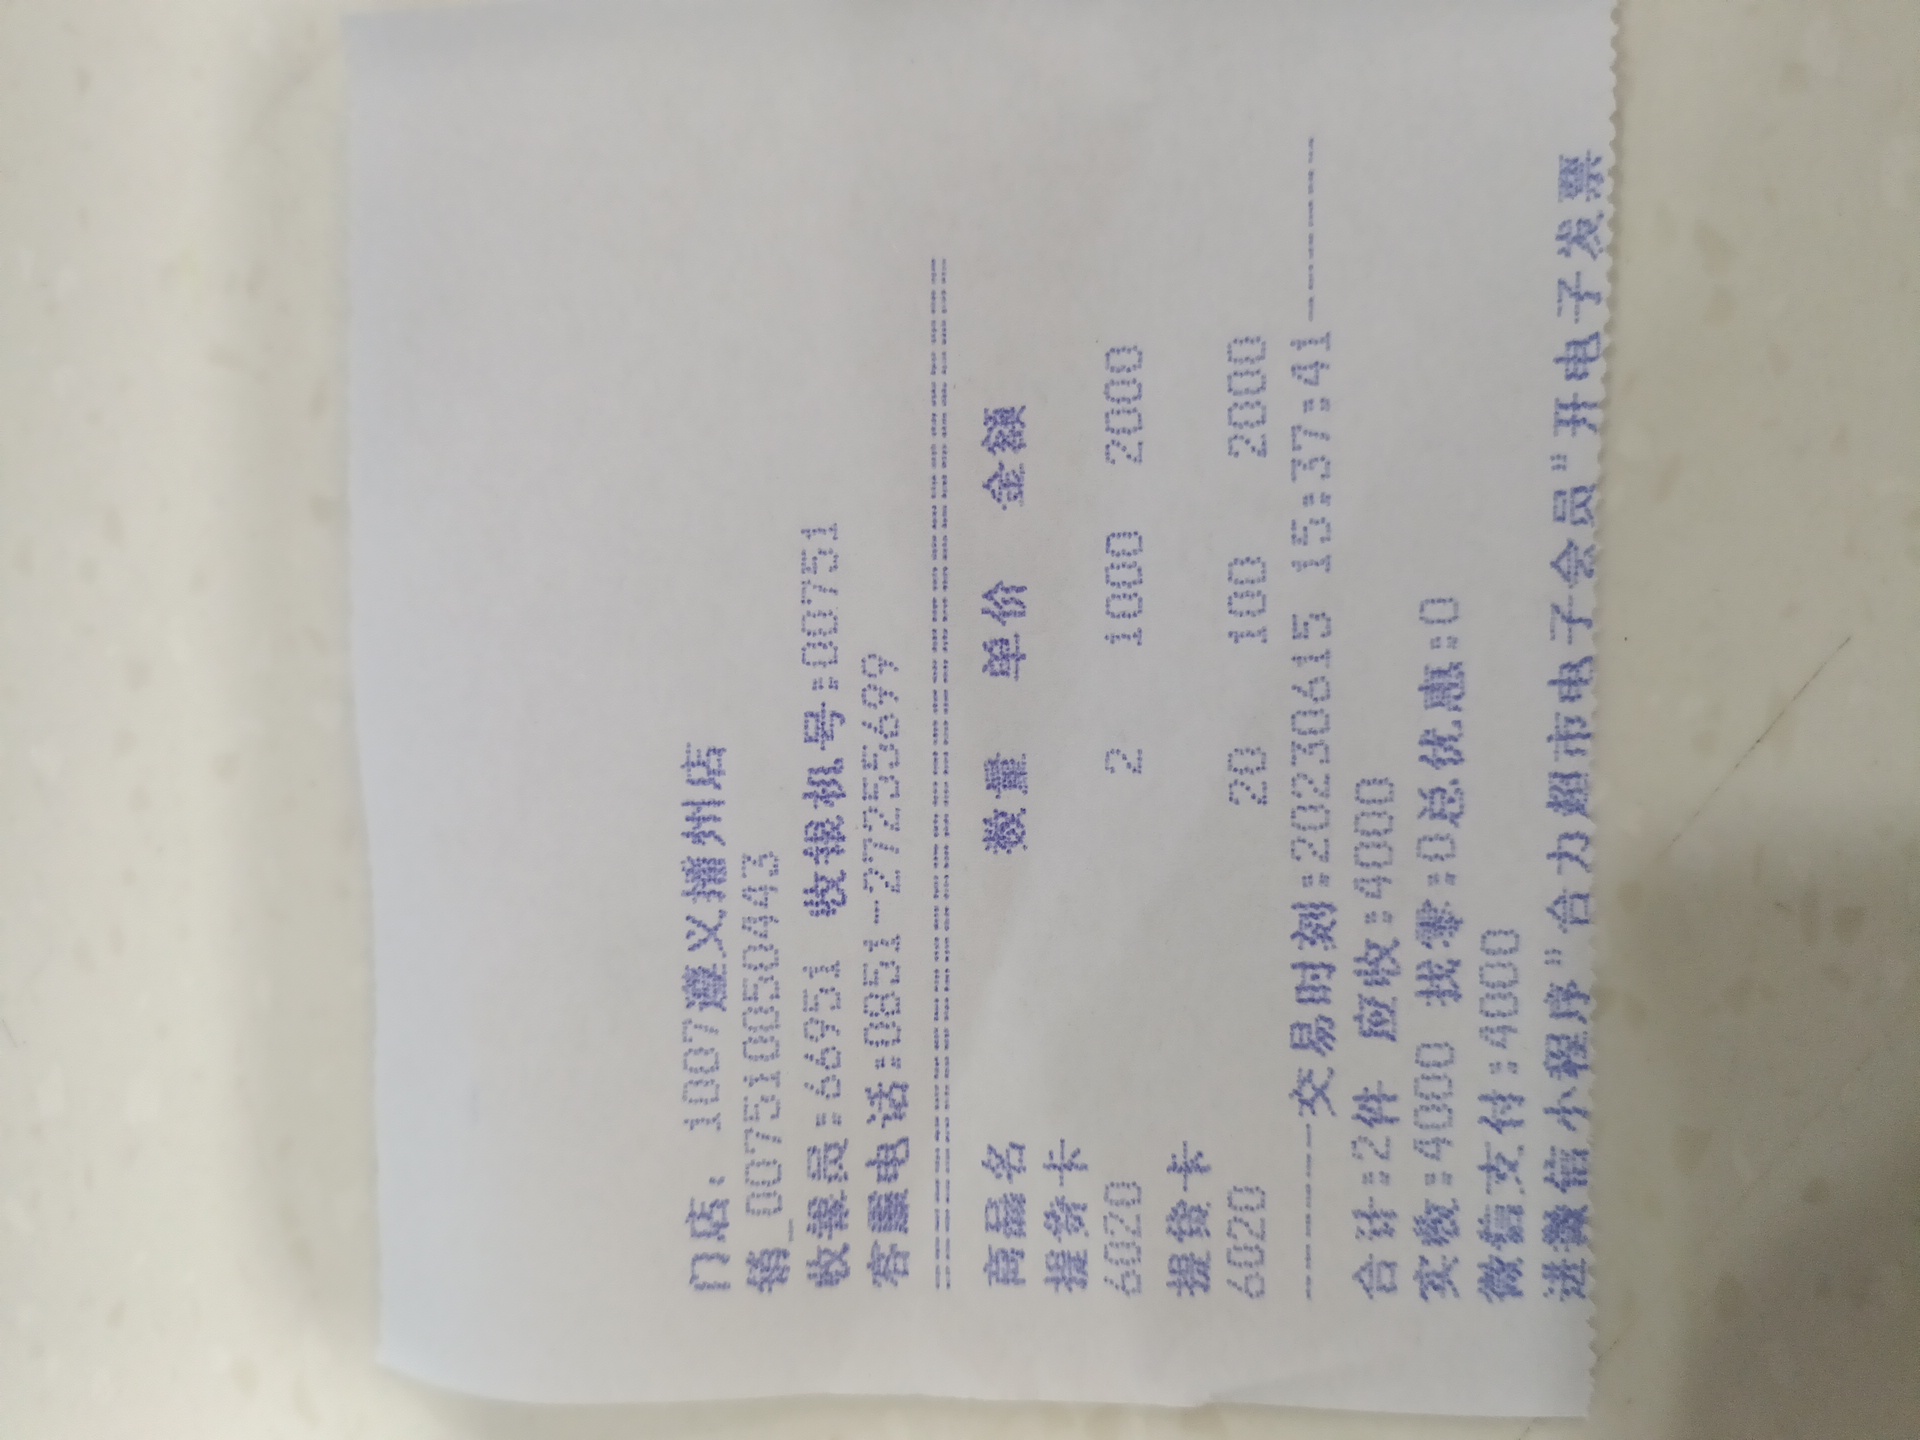 门店: 1007遵义播州店
销_007510050443
收银员:66951 收银机号:00751
客服电话:0851-27255699
==================================
商品名 数量 单价 金额
提货卡
6020 2 1000 2000
提货卡
6020 20 100 2000
-------交易时刻:20230615 15:37:41-------
合计:2件 应收:4000
实收:4000 找零:0总优惠:0
微信支付:4000
进微信小程序"合力超市电子会员"开电子发票